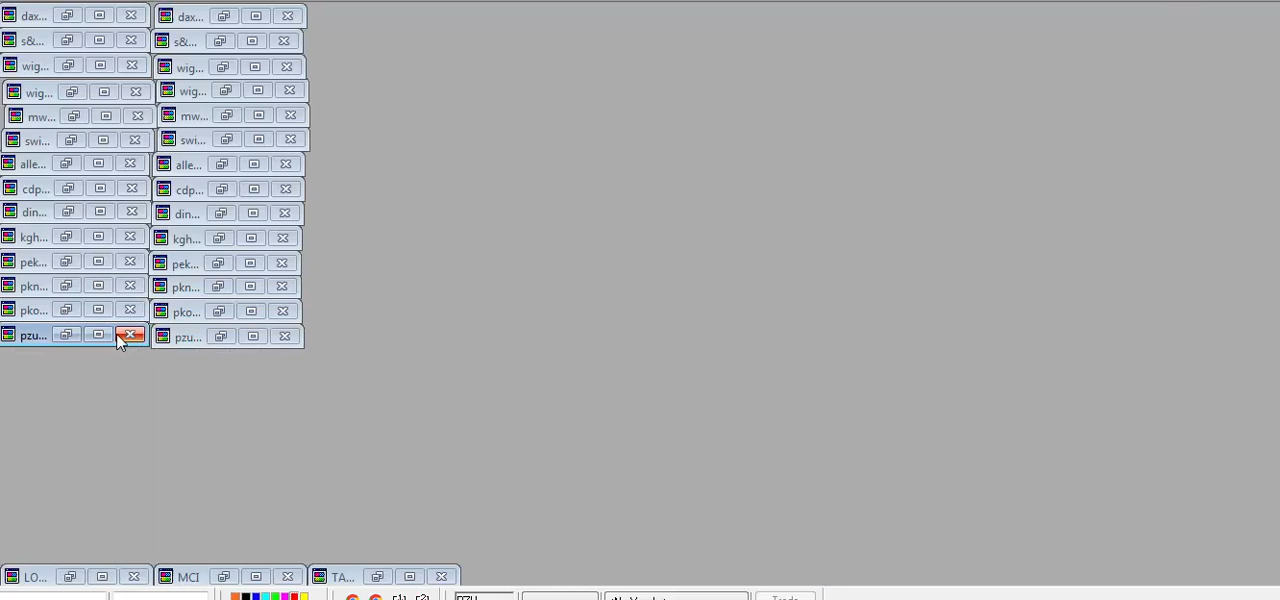 dax... dax...
s&... s&...
wig... wig...
wig... wig...
mw... mw...
swi... swi...
alle... alle...
cdp... cdp...
din... din...
kgh... kgh...
pek... pek...
pkn... pkn...
pko... pko...
pzu... pzu...
LO... MCI TA...
PZU